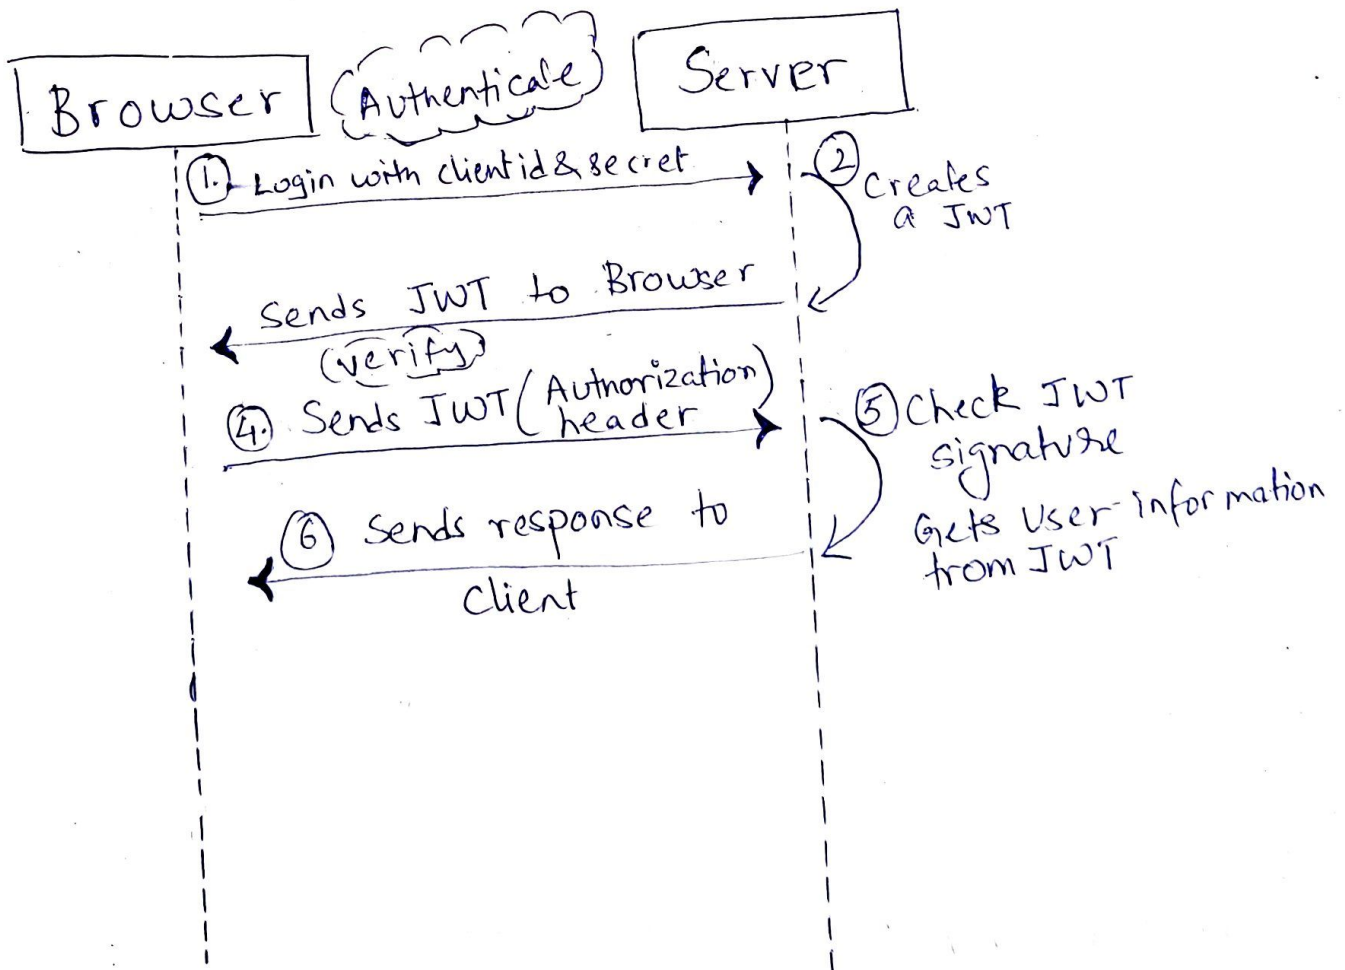 Browser
Authenticate
Server
1. Login with client id & secret
2
Creates
a JWT
Sends JWT to Browser
(verify)
4. Sends JWT (Authorization
header)
5 Check JWT
signature
Gets User-information
from JWT
6 Sends response to
Client